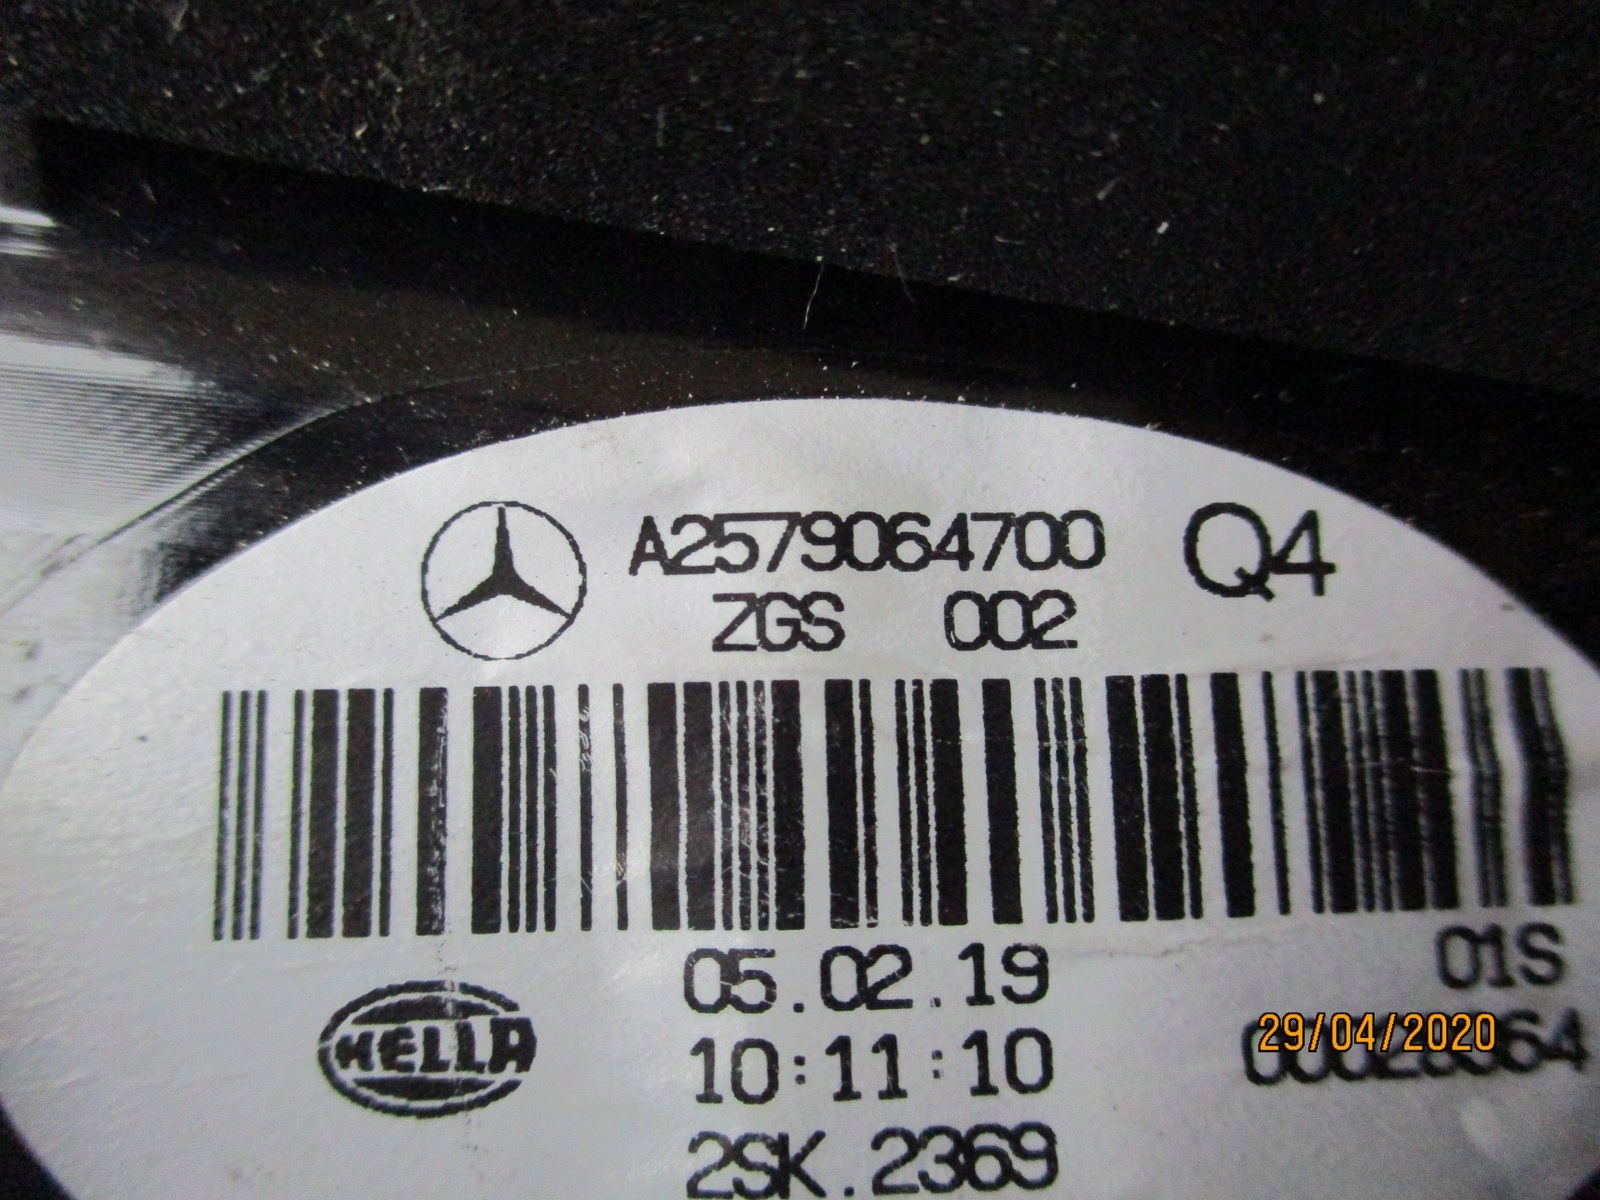 A2579064700 Q4
ZGS 002
05.02.19 01S
29/04/2020
HELLA 10:11:10
2SK.2369